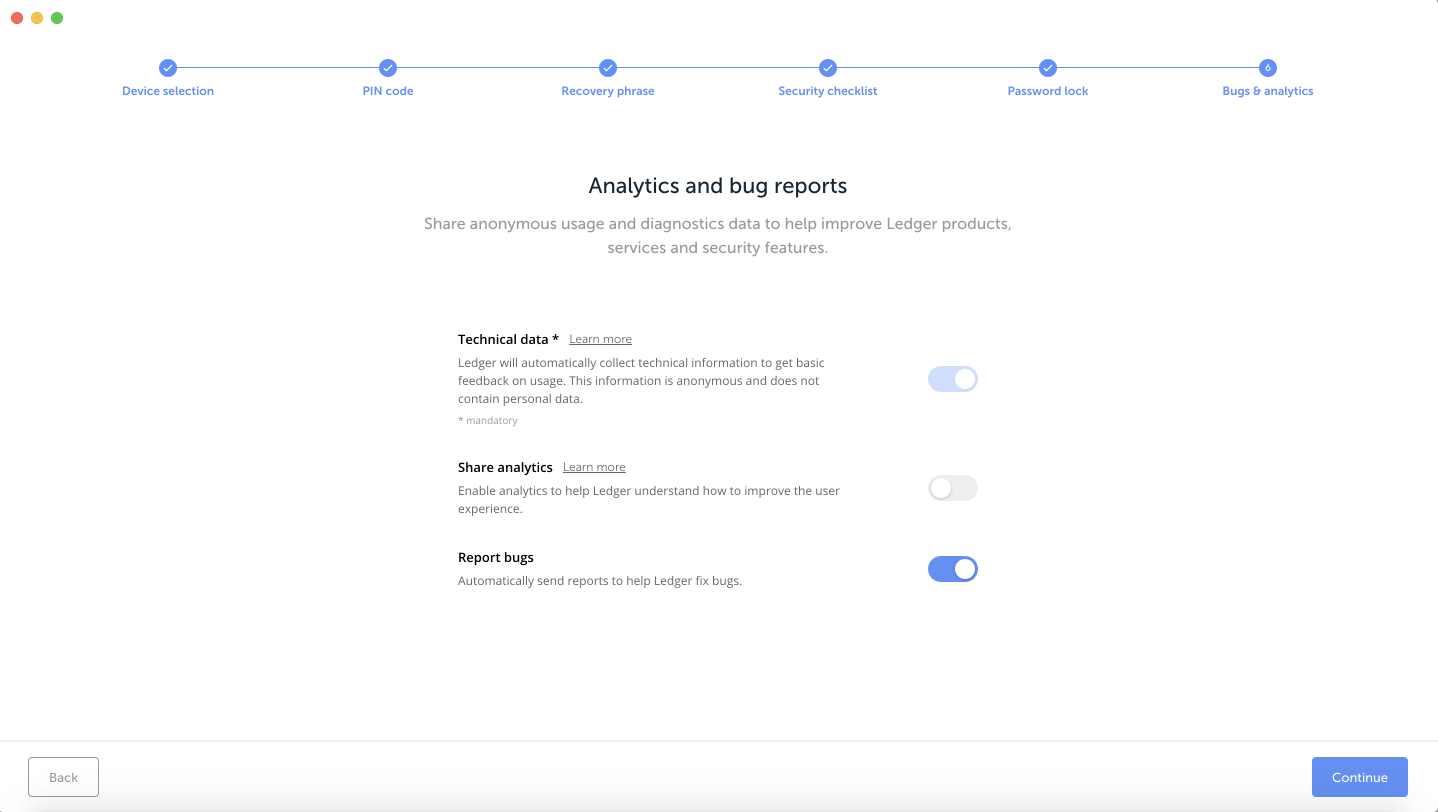 Device selection
PIN code
Recovery phrase
Security checklist
Password lock
6
Bugs & analytics
Analytics and bug reports
Share anonymous usage and diagnostics data to help improve Ledger products,
services and security features.
Technical data * Learn more
Ledger will automatically collect technical information to get basic
feedback on usage. This information is anonymous and does not
contain personal data.
* mandatory
Share analytics Learn more
Enable analytics to help Ledger understand how to improve the user
experience.
Report bugs
Automatically send reports to help Ledger fix bugs.
Back
Continue